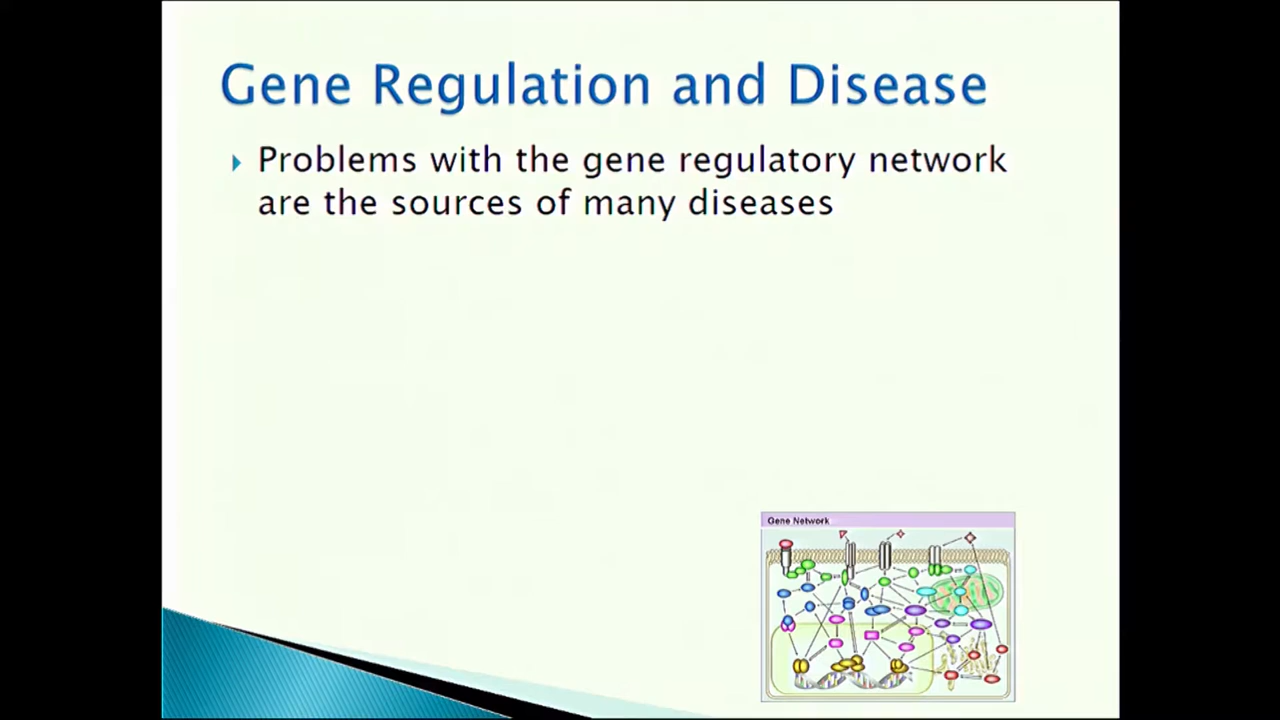 Gene Regulation and Disease
Problems with the gene regulatory network
are the sources of many diseases
Gene Network